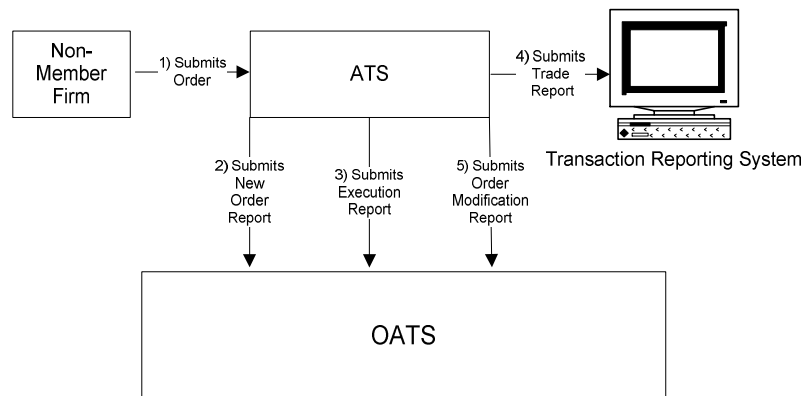 Non-
Member
Firm
1) Submits
Order
ATS
4) Submits
Trade
Report
Transaction Reporting System
2) Submits
New
Order
Report
3) Submits
Execution
Report
5) Submits
Order
Modification
Report
OATS